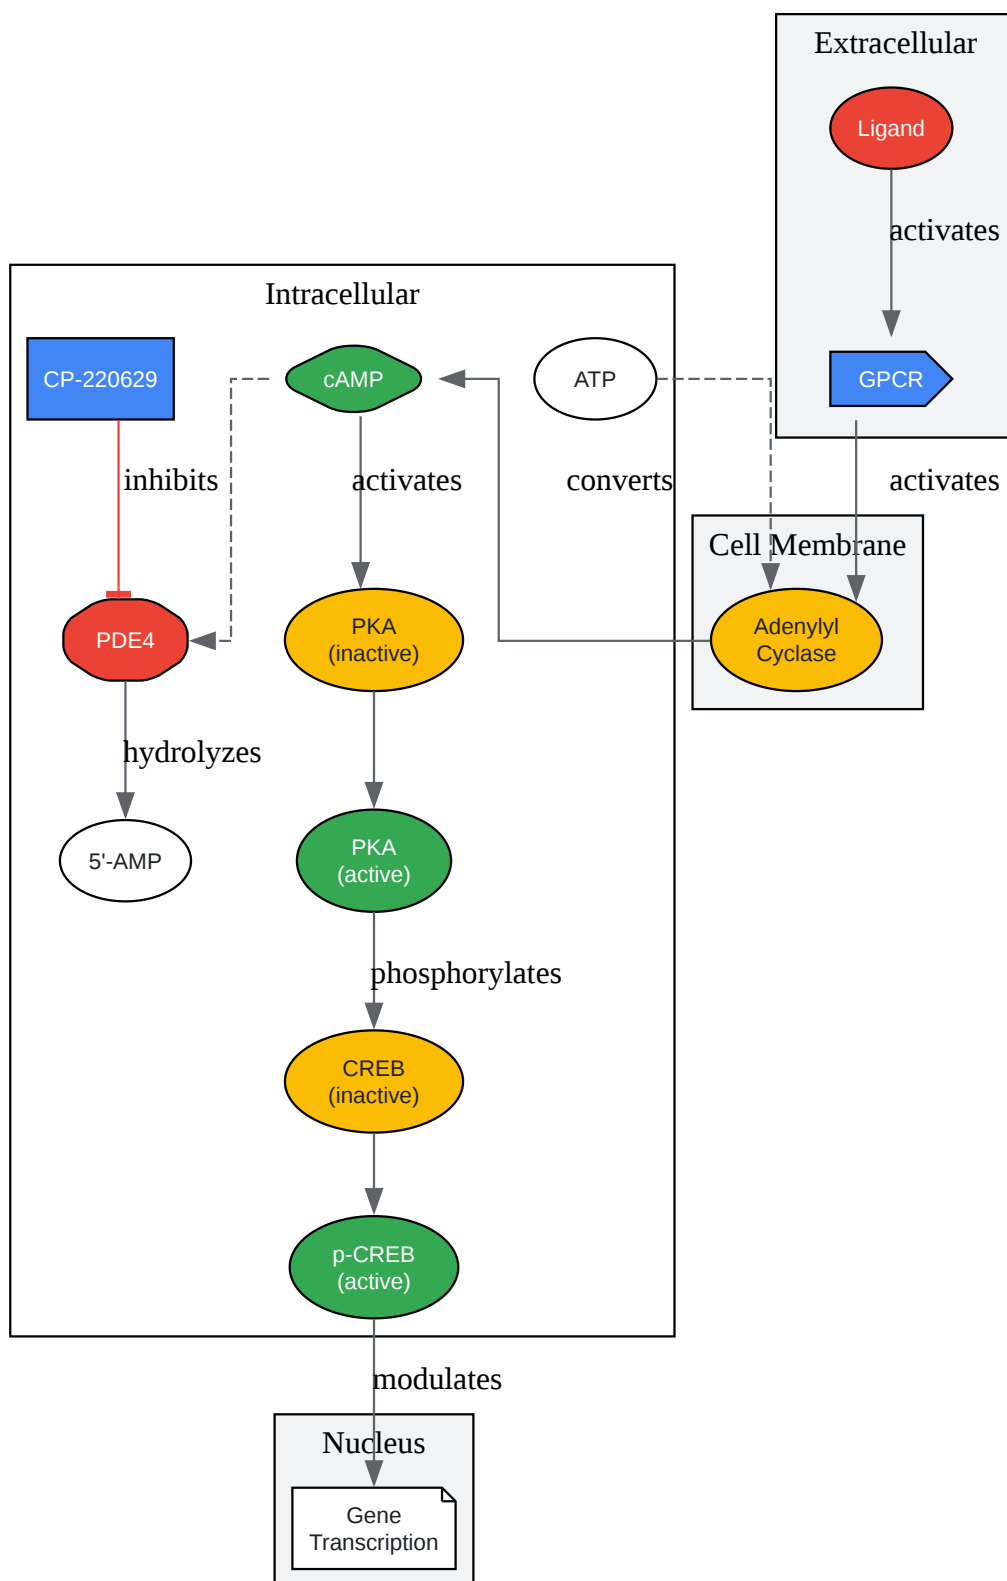 Extracellular
Ligand
activates
GPCR
Intracellular
CP-220629
cAMP
ATP
inhibits
activates
converts
activates
Cell Membrane
Adenylyl
Cyclase
PDE4
PKA
(inactive)
hydrolyzes
5'-AMP
PKA
(active)
phosphorylates
CREB
(inactive)
p-CREB
(active)
modulates
Nucleus
Gene
Transcription